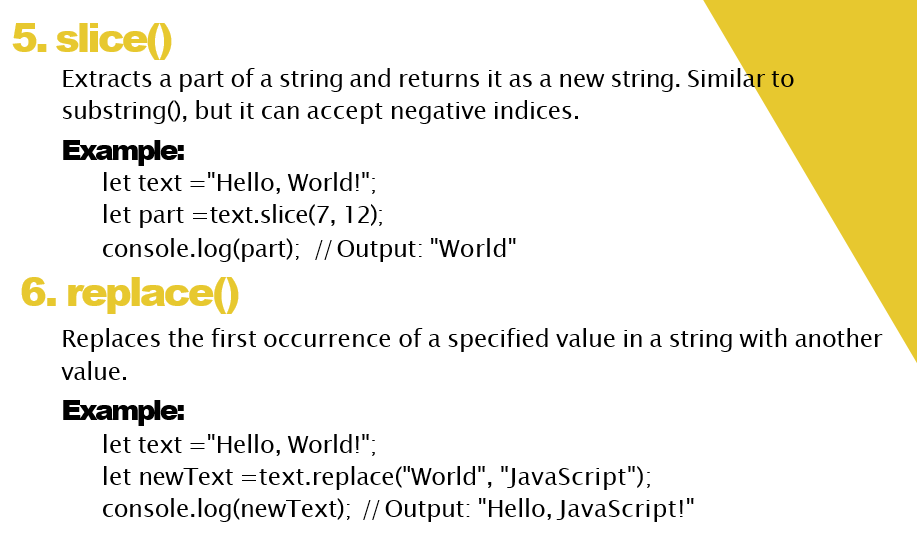 5. slice()
Extracts a part of a string and returns it as a new string. Similar to
substring(), but it can accept negative indices.
Example:
let text ="Hello, World!";
let part =text.slice(7, 12);
console.log(part);  // Output: "World"
6. replace()
Replaces the first occurrence of a specified value in a string with another
value.
Example:
let text ="Hello, World!";
let newText =text.replace("World", "JavaScript");
console.log(newText);  // Output: "Hello, JavaScript!"